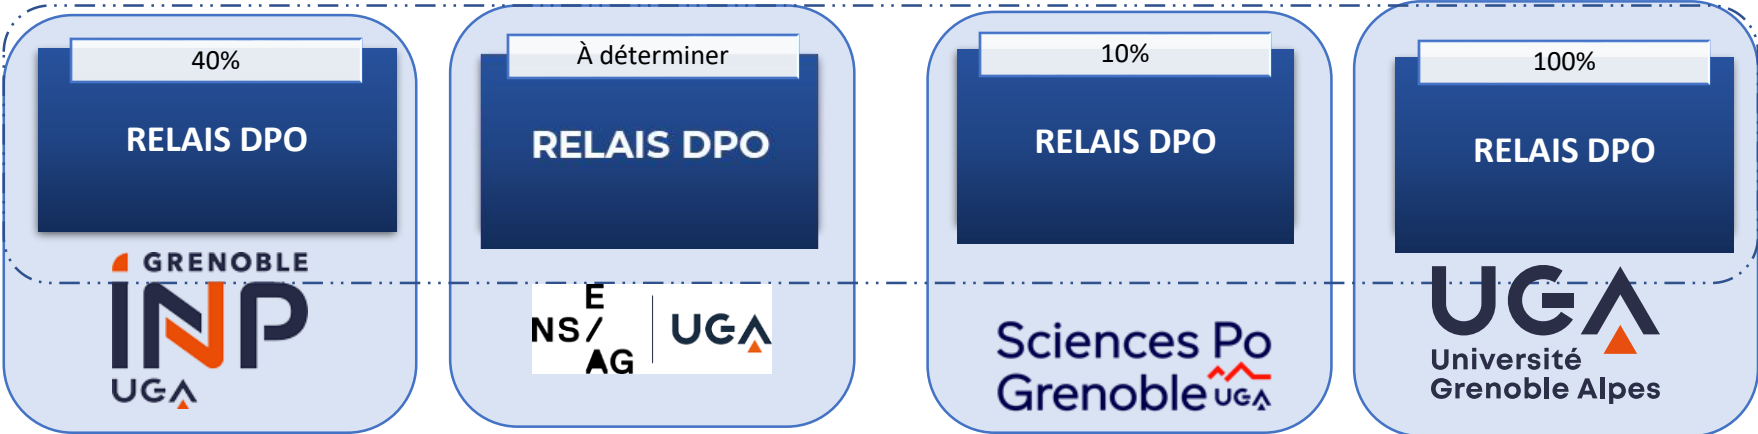 40%
RELAIS DPO
GRENOBLE
INP
UGA
À déterminer
RELAIS DPO
E
NS/
AG
UGA
10%
RELAIS DPO
Sciences Po
Grenoble UGA
100%
RELAIS DPO
UGA
Université
Grenoble Alpes